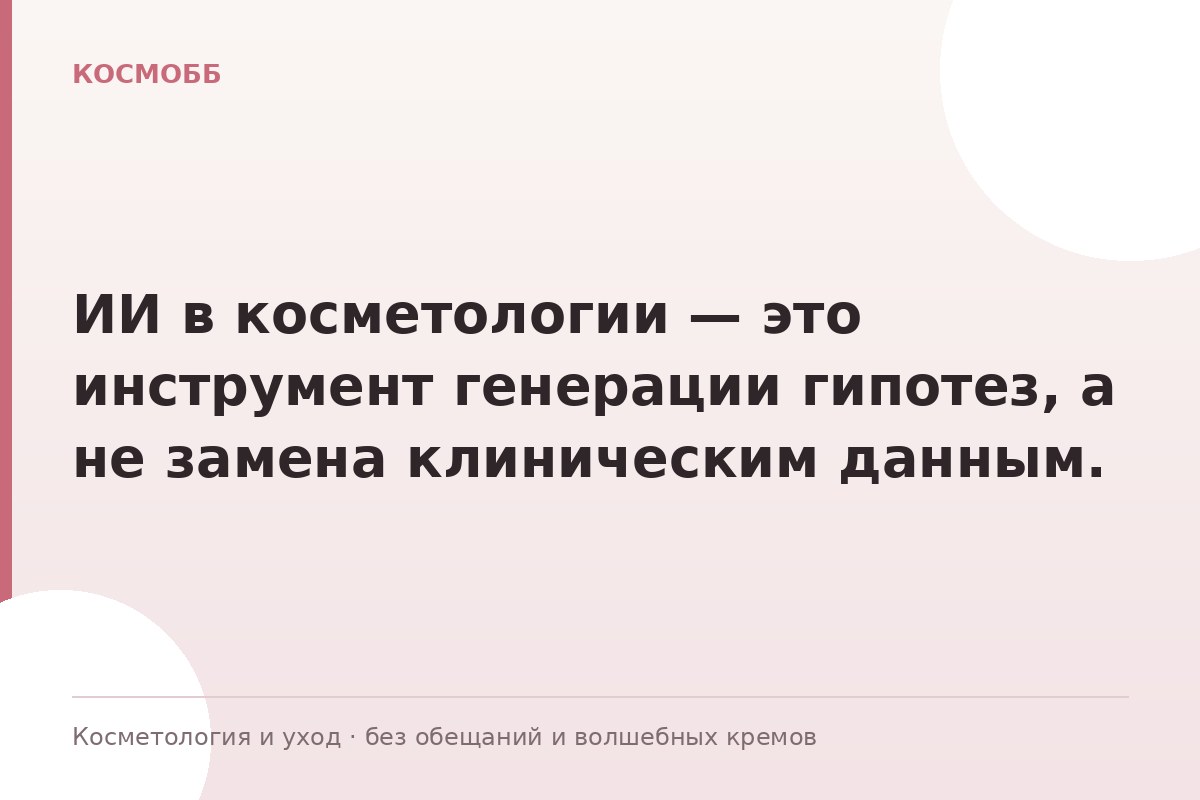 КОСМОББ
ИИ в косметологии — это
инструмент генерации гипотез, а
не замена клиническим данным.
Косметология и уход · без обещаний и волшебных кремов